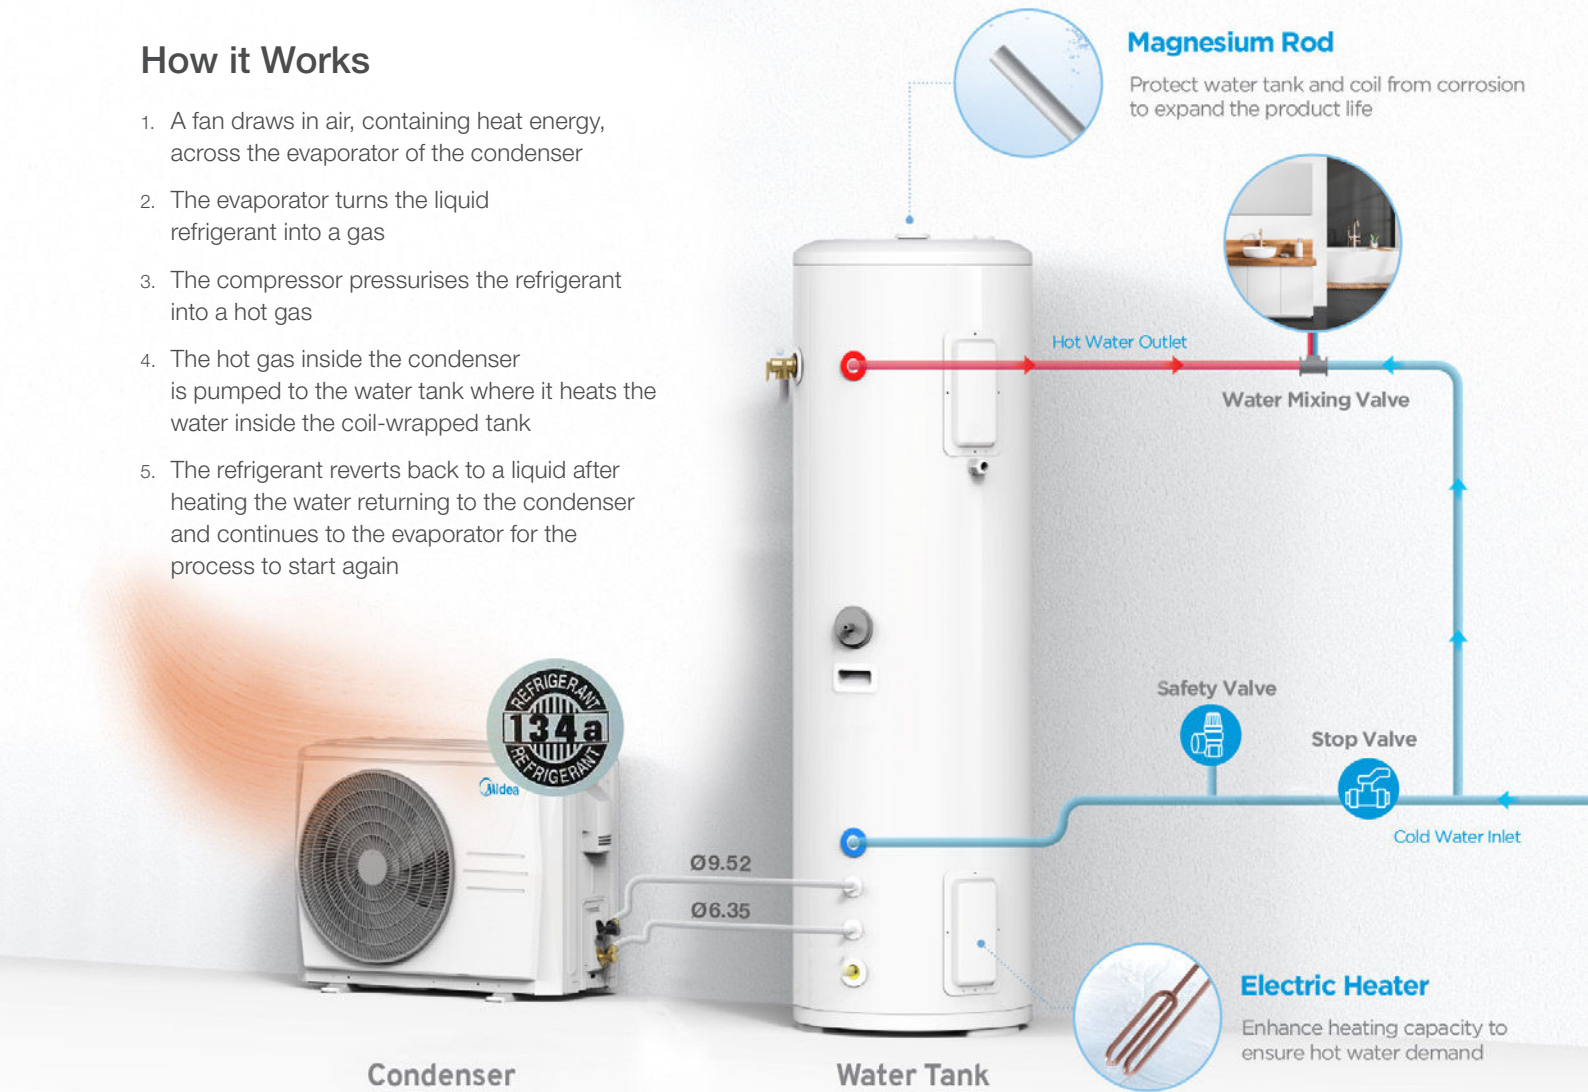 How it Works
1. A fan draws in air, containing heat energy,
across the evaporator of the condenser
2. The evaporator turns the liquid
refrigerant into a gas
3. The compressor pressurises the refrigerant
into a hot gas
4. The hot gas inside the condenser
is pumped to the water tank where it heats the
water inside the coil-wrapped tank
5. The refrigerant reverts back to a liquid after
heating the water returning to the condenser
and continues to the evaporator for the
process to start again
Magnesium Rod
Protect water tank and coil from corrosion
to expand the product life
Hot Water Outlet
Water Mixing Valve
Safety Valve
Stop Valve
Cold Water Inlet
REFRIGERANT
134a
REFRIGERANT
Midea
Ø9.52
Ø6.35
Electric Heater
Enhance heating capacity to
ensure hot water demand
Condenser
Water Tank